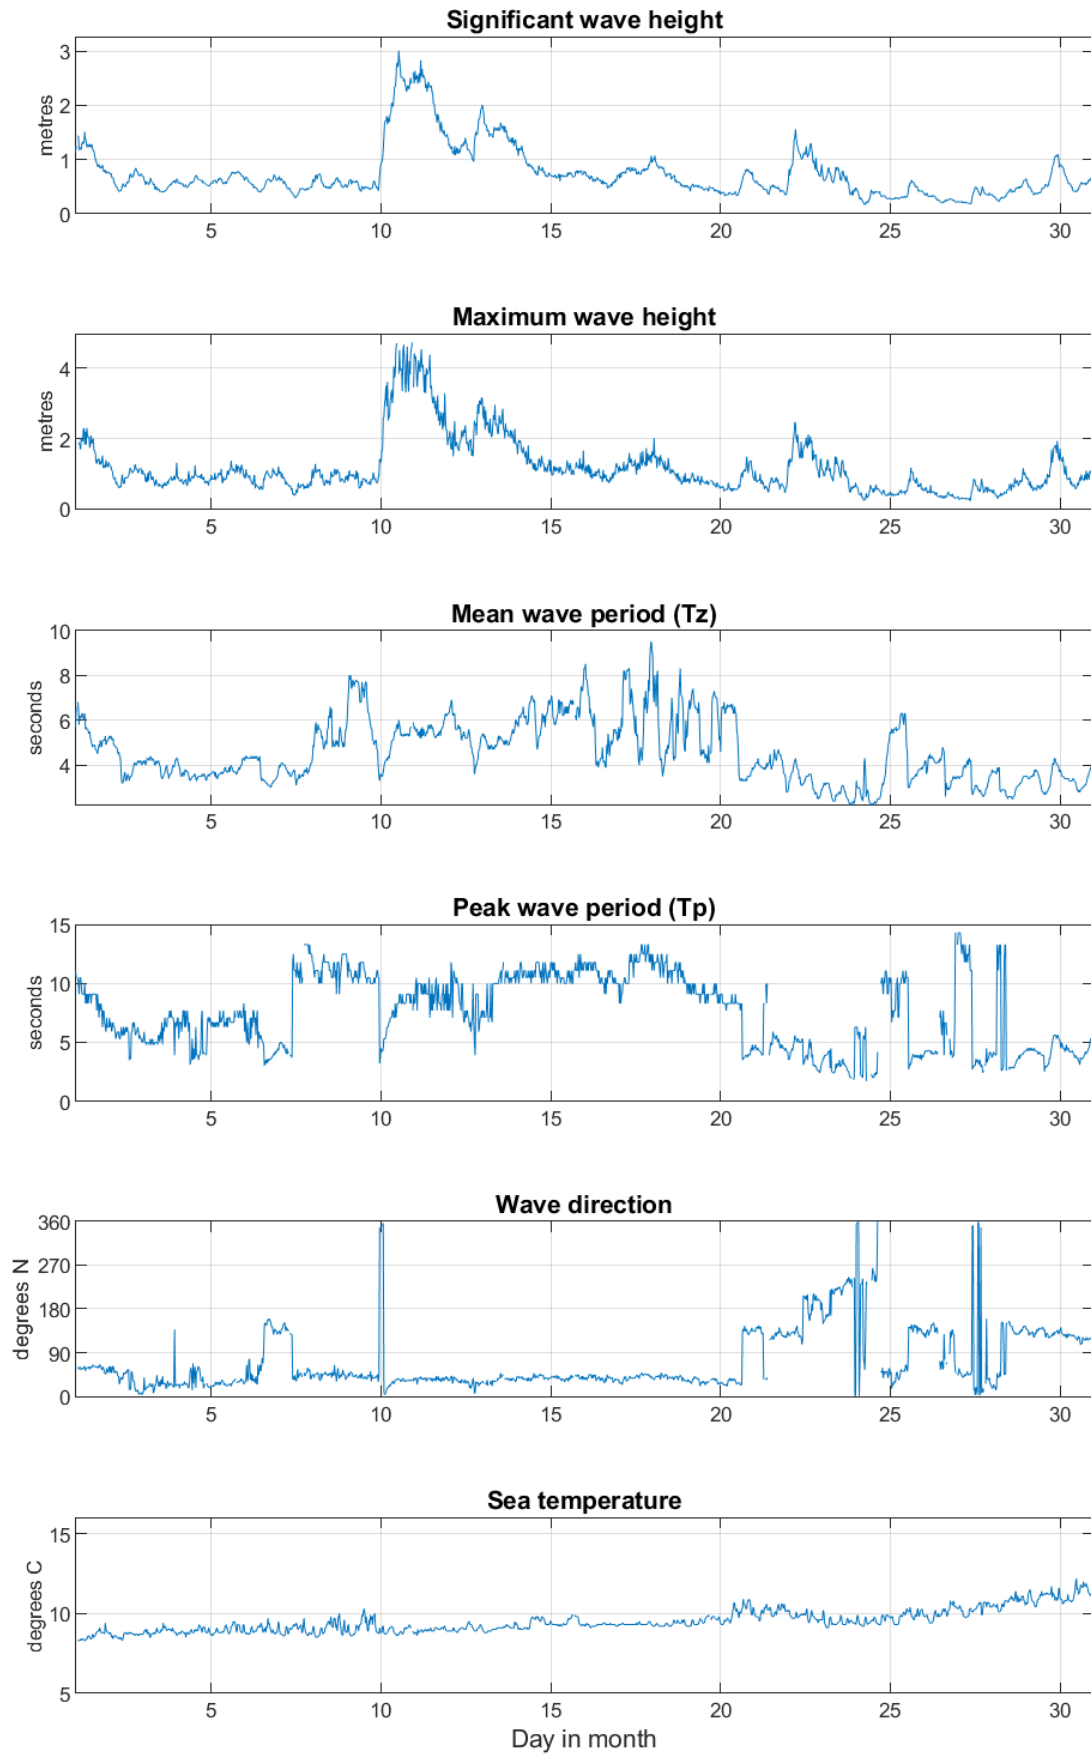 Significant wave height
metres
3
2
1
0
5 10 15 20 25 30
Maximum wave height
metres
4
2
0
5 10 15 20 25 30
Mean wave period (Tz)
seconds
10
8
6
4
5 10 15 20 25 30
Peak wave period (Tp)
seconds
15
10
5
0
5 10 15 20 25 30
Wave direction
degrees N
360
270
180
90
0
5 10 15 20 25 30
Sea temperature
degrees C
15
10
5
5 10 15 20 25 30
Day in month